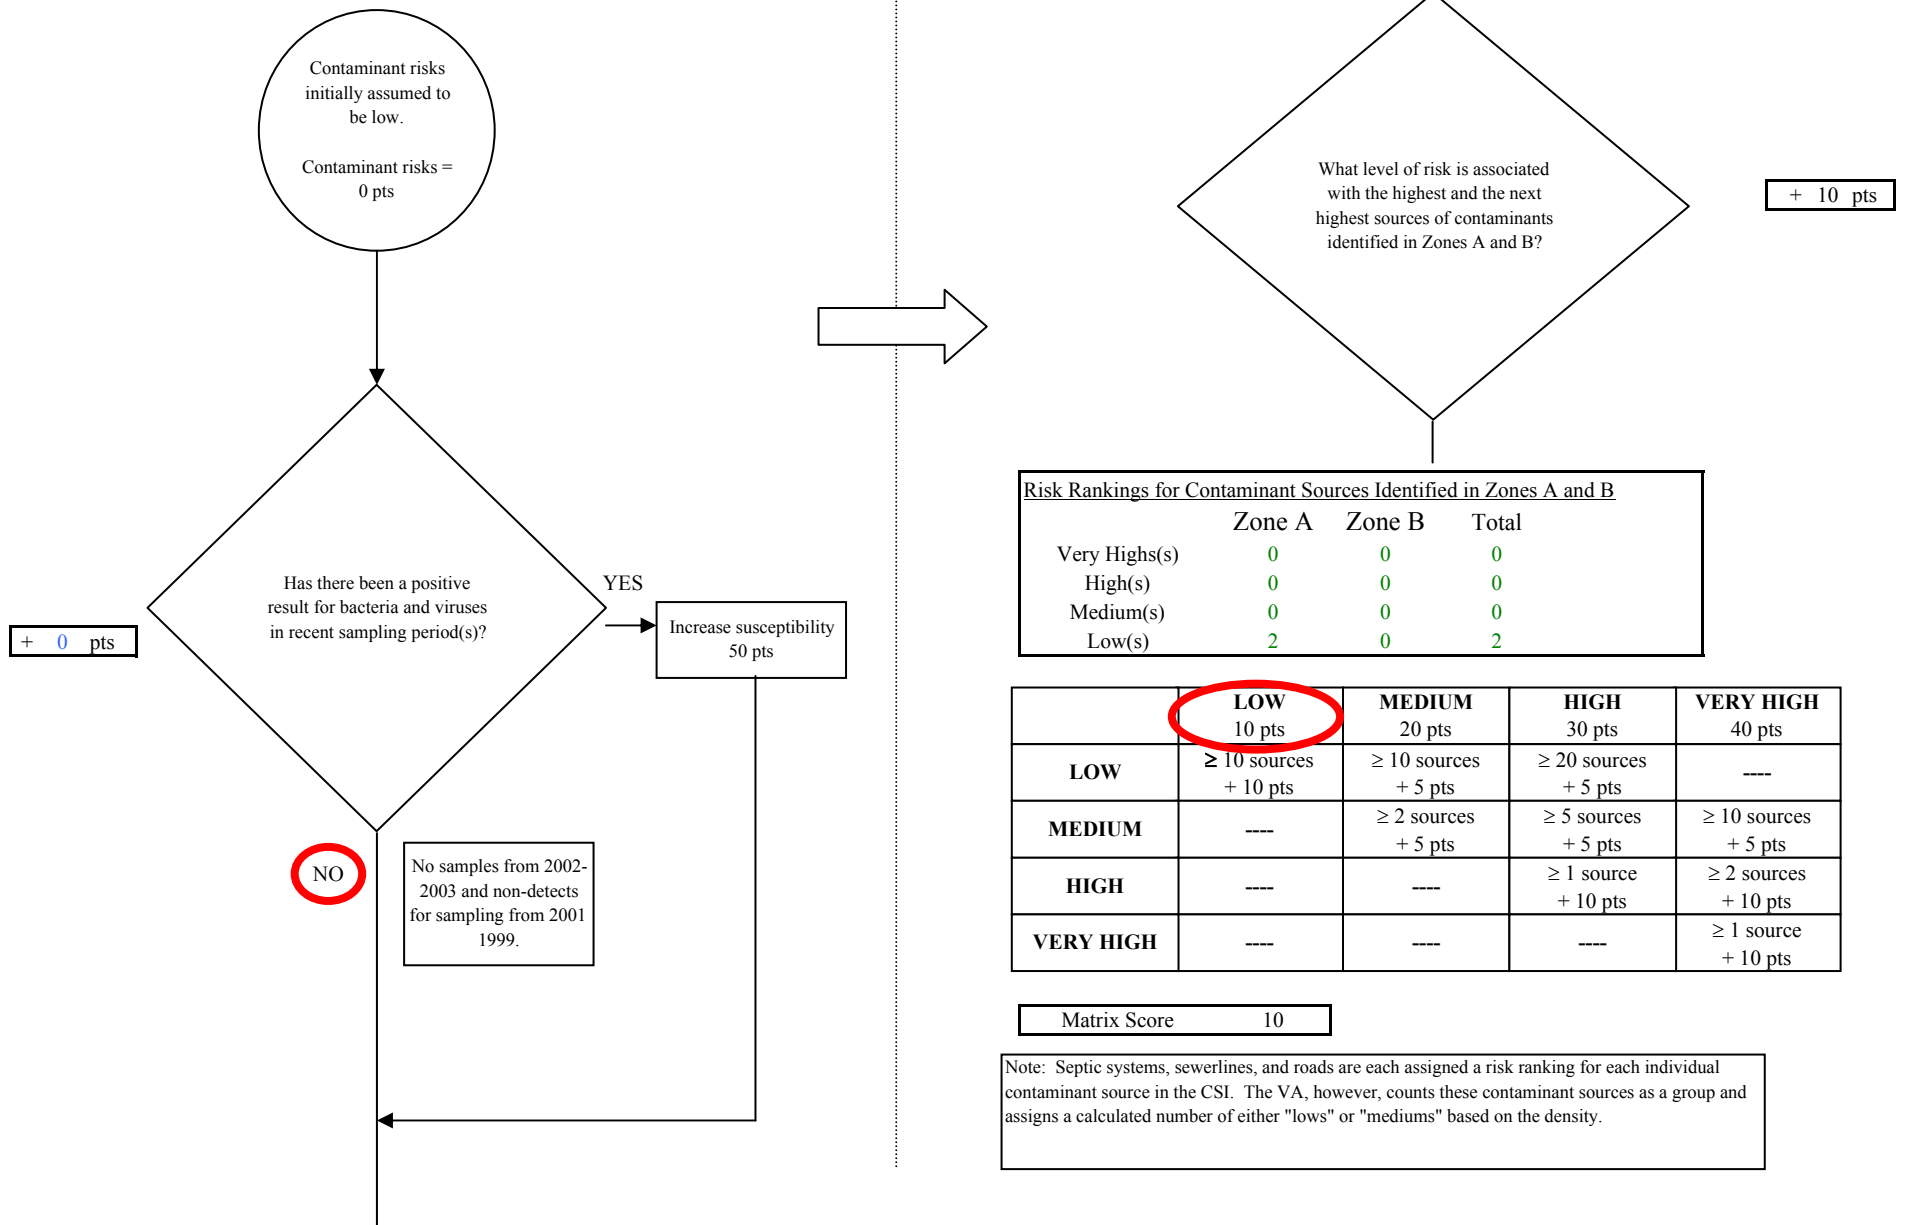 Contaminant risks
initially assumed to
be low.
Contaminant risks =
0 pts
Has there been a positive
result for bacteria and viruses
in recent sampling period(s)?
+ 0 pts
YES
Increase susceptibility
50 pts
NO
No samples from 2002-
2003 and non-detects
for sampling from 2001
1999.
What level of risk is associated
with the highest and the next
highest sources of contaminants
identified in Zones A and B?
+ 10 pts
Risk Rankings for Contaminant Sources Identified in Zones A and B
Zone A Zone B Total
Very Highs(s) 0 0 0
High(s) 0 0 0
Medium(s) 0 0 0
Low(s) 2 0 2
LOW MEDIUM HIGH VERY HIGH
10 pts 20 pts 30 pts 40 pts
LOW ≥ 10 sources ≥ 10 sources ≥ 20 sources ----
+ 10 pts + 5 pts + 5 pts
MEDIUM ---- ≥ 2 sources ≥ 5 sources ≥ 10 sources
+ 5 pts + 5 pts + 5 pts
HIGH ---- ---- ≥ 1 source ≥ 2 sources
+ 10 pts + 10 pts
VERY HIGH ---- ---- ---- ≥ 1 source
+ 10 pts
Matrix Score 10
Note: Septic systems, sewerlines, and roads are each assigned a risk ranking for each individual
contaminant source in the CSI. The VA, however, counts these contaminant sources as a group and
assigns a calculated number of either "lows" or "mediums" based on the density.